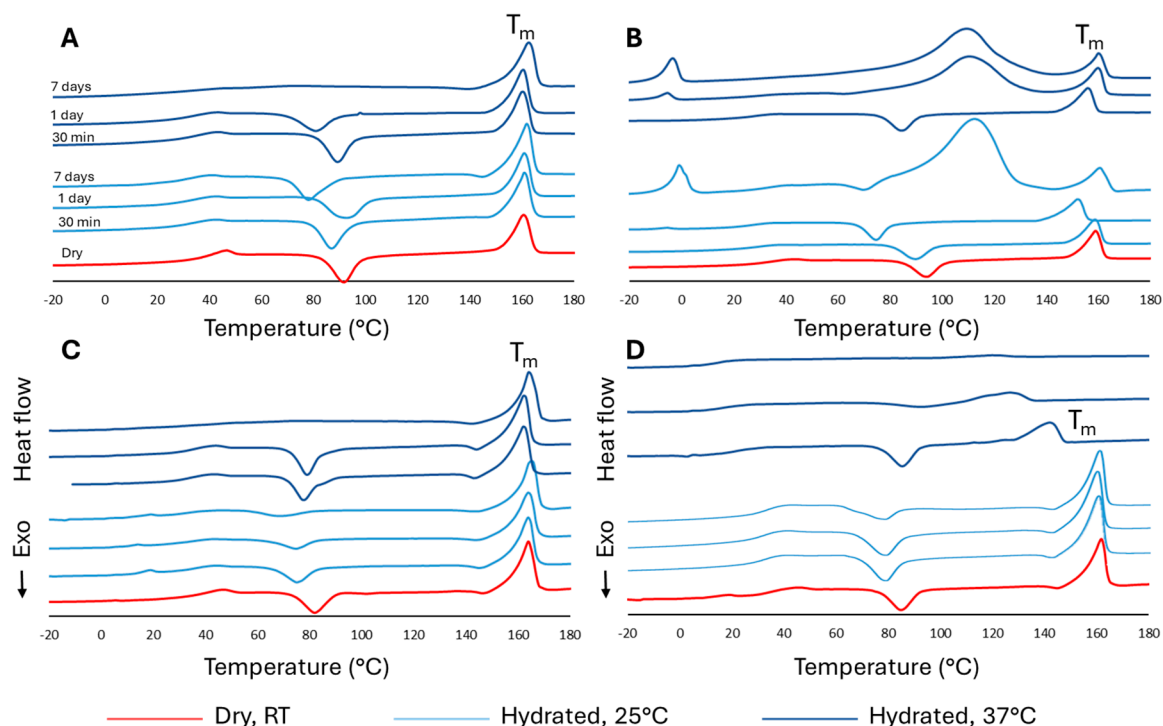 A
Tm
7 days
1 day
30 min
7 days
1 day
30 min
Dry
-20 0 20 40 60 80 100 120 140 160 180
Temperature (°C)
B
Tm
-20 0 20 40 60 80 100 120 140 160 180
Temperature (°C)
C
Tm
Heat flow
Exo
-20 0 20 40 60 80 100 120 140 160 180
Temperature (°C)
D
Tm
Heat flow
Exo
-20 0 20 40 60 80 100 120 140 160 180
Temperature (°C)
Dry, RT
Hydrated, 25°C
Hydrated, 37°C